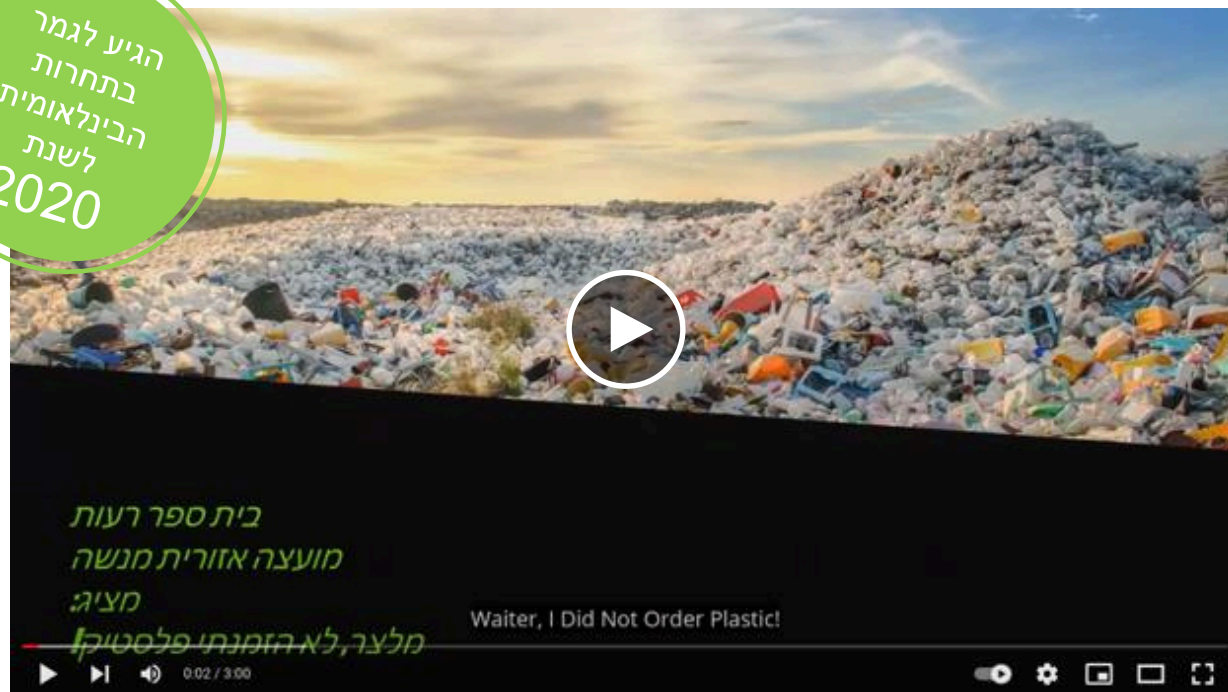 הגיע לגמר
בתחרות
הבינלאומית
לשנת
2020
בית ספר רעות
מועצה אזורית מנשה
מציג:
מלצר, לא הזמנתי פלסטיק!
Waiter, I Did Not Order Plastic!
0:02 / 3:00